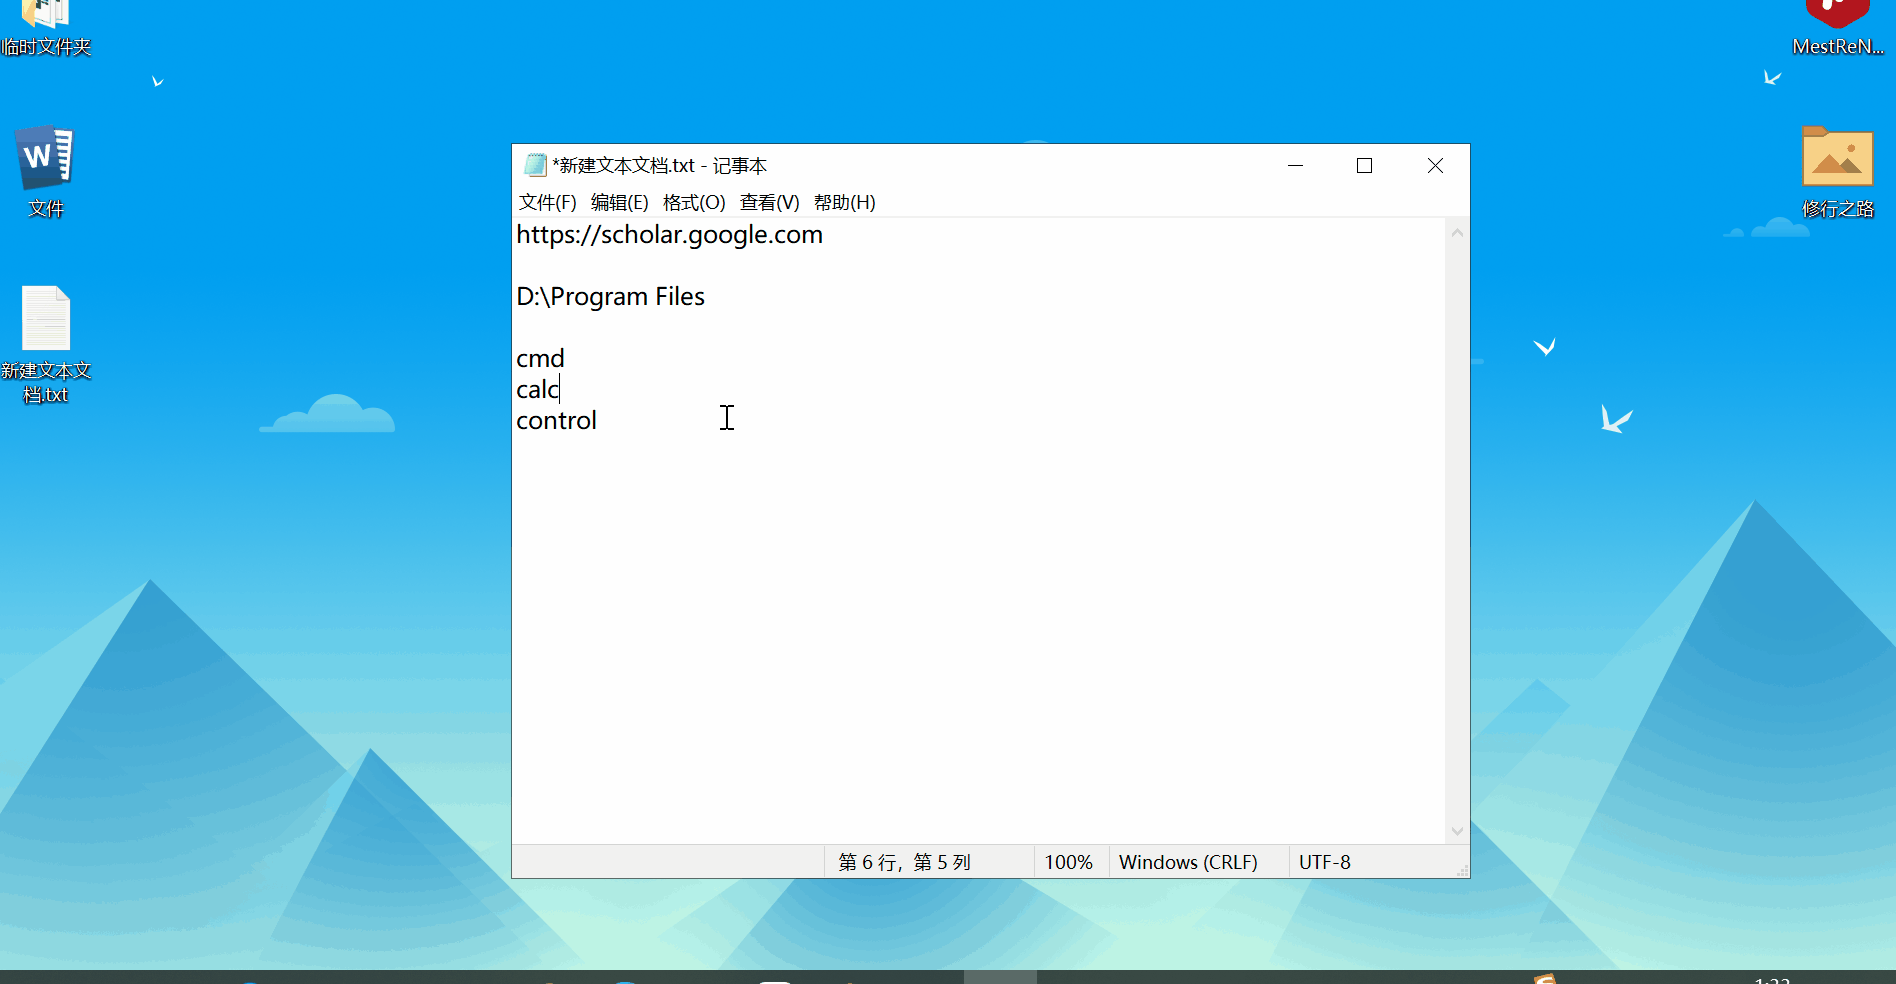 临时文件夹
MestReN...
W
文件
修行之路
新建文本文
档.txt
*新建文本文档.txt - 记事本
文件(F) 编辑(E) 格式(O) 查看(V) 帮助(H)
https://scholar.google.com
D:\Program Files
cmd
calc
control
第 6 行，第 5 列
100%
Windows (CRLF)
UTF-8